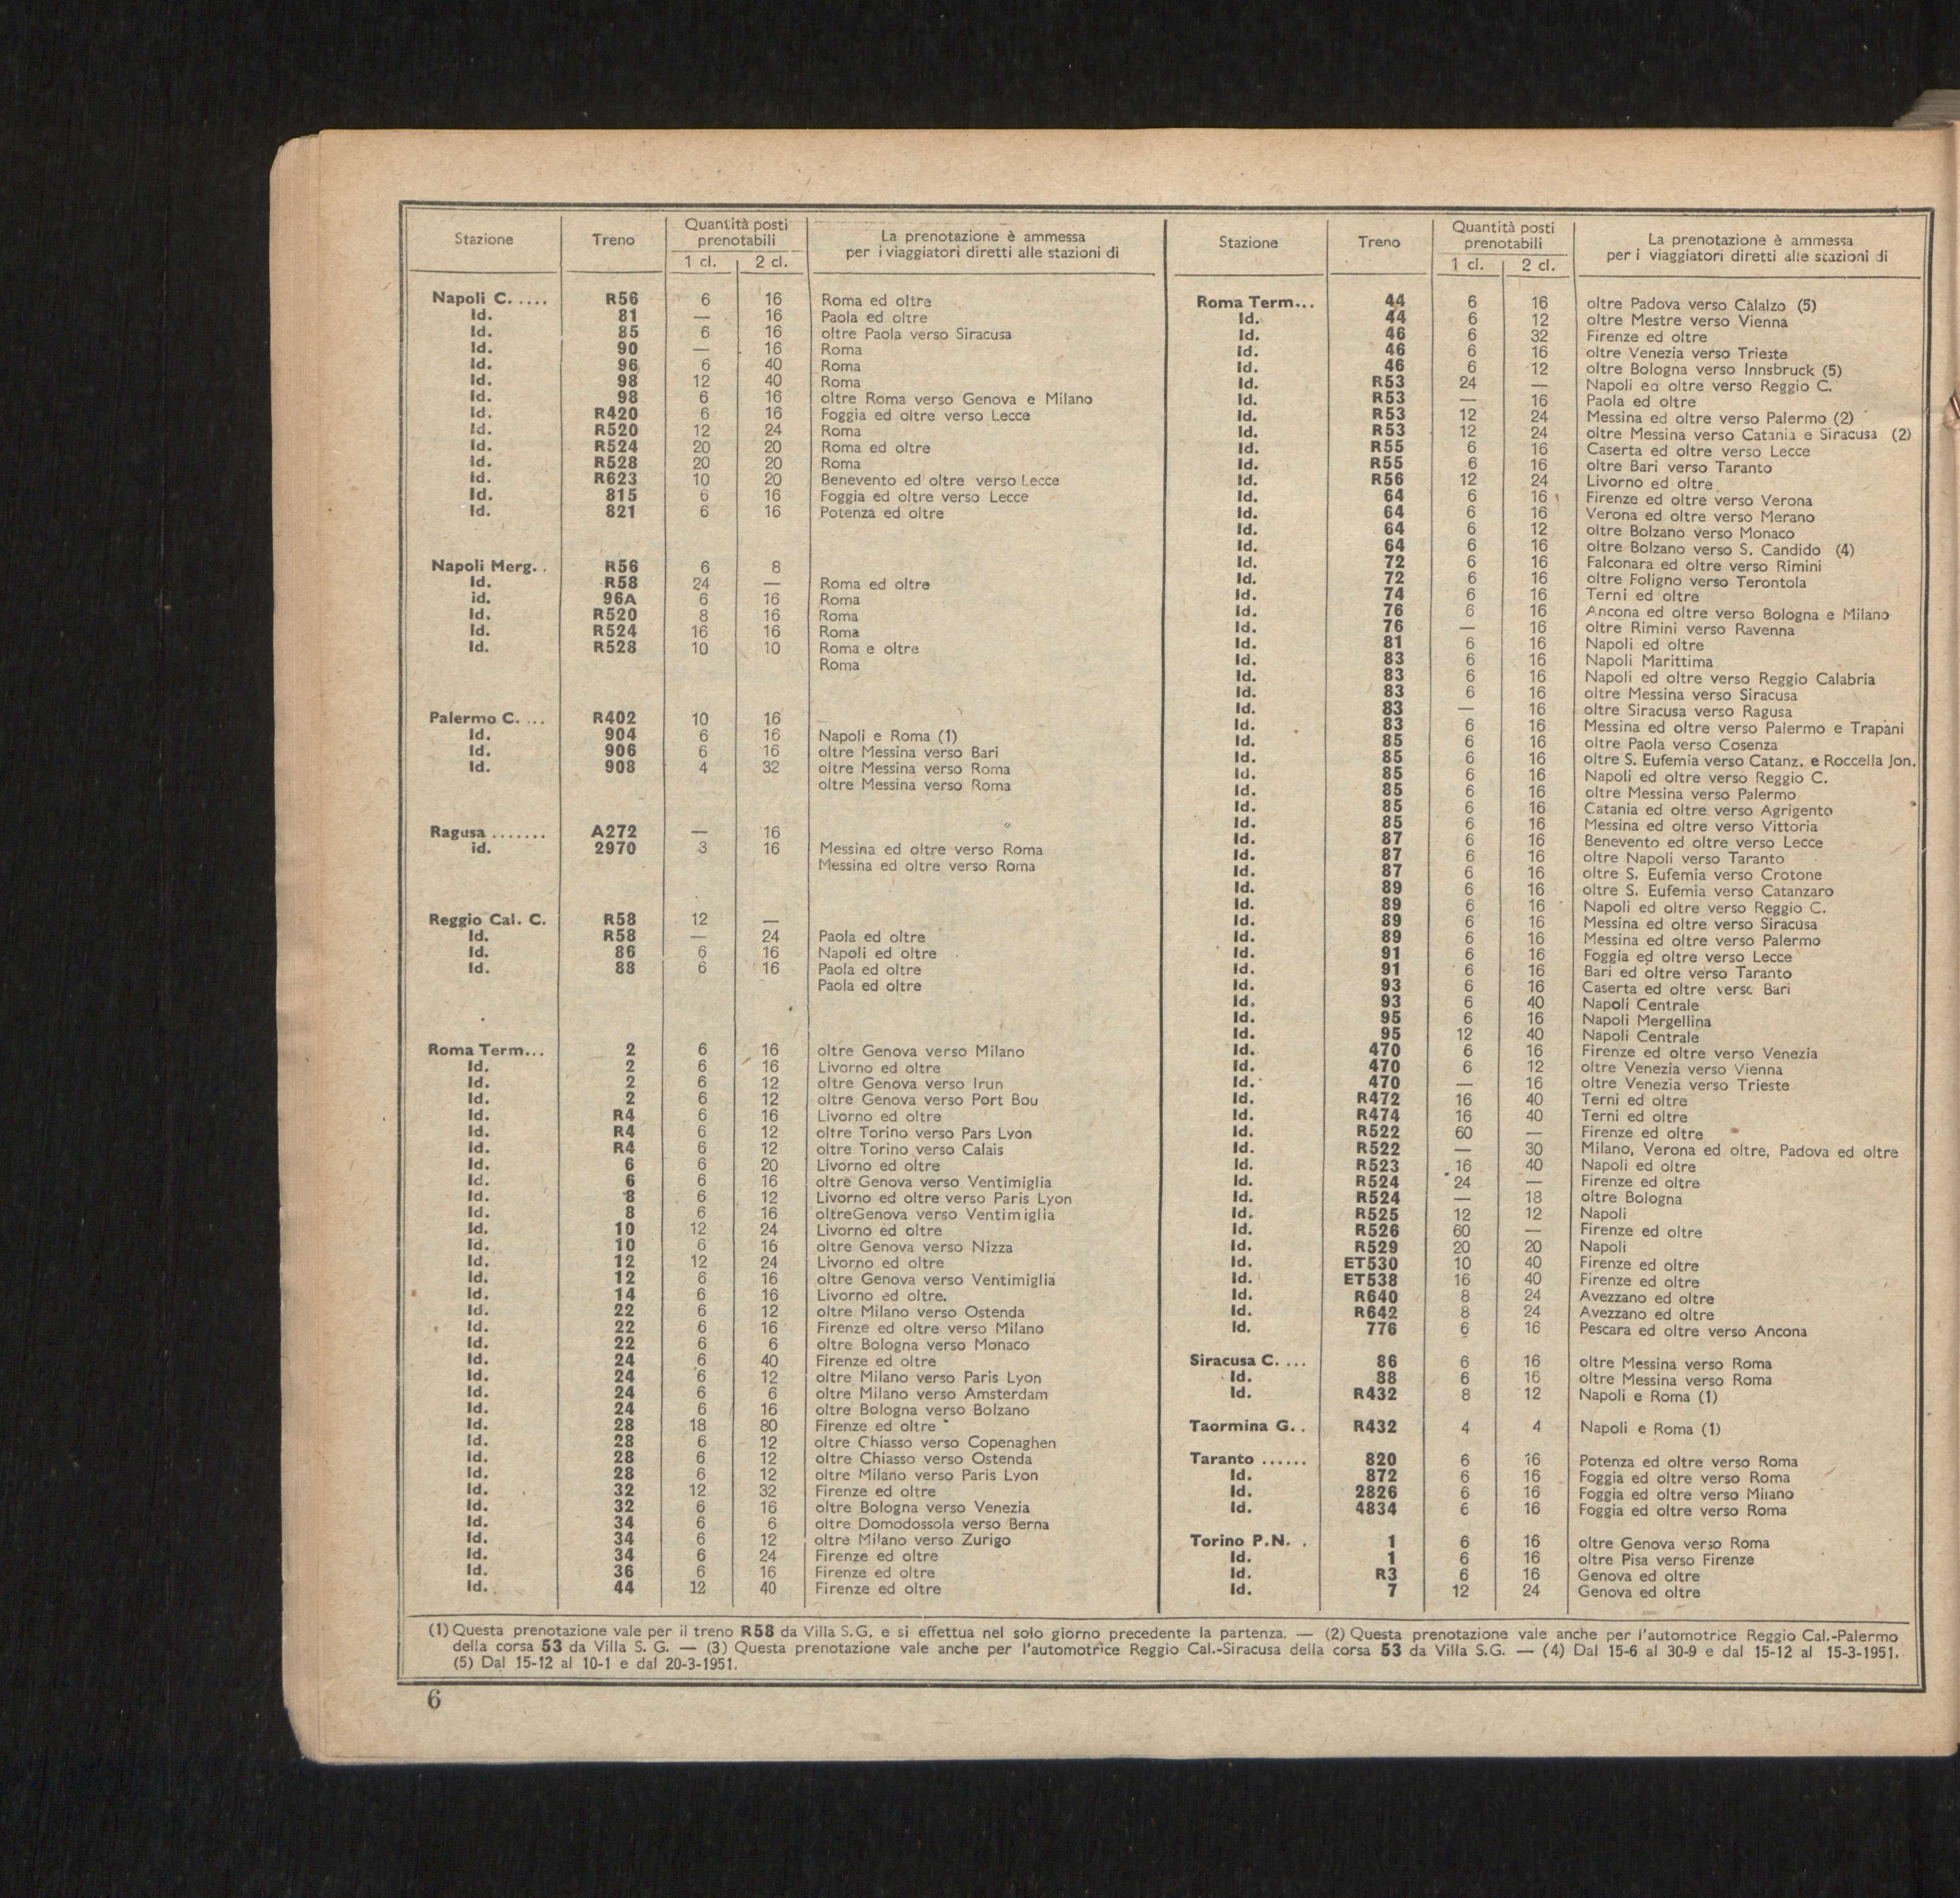 Stazione Treno Quantità posti prenotabili 1 cl. 2 cl. La prenotazione è ammessa per i viaggiatori diretti alle stazioni di
Napoli C. ..... R56 6 16 Roma ed oltre
Id. 81 — 16 Paola ed oltre
Id. 85 6 16 oltre Paola verso Siracusa
Id. 90 — 16 Roma
Id. 96 6 40 Roma
Id. 98 12 40 Roma
Id. 98 6 16 oltre Roma verso Genova e Milano
Id. R420 6 16 Foggia ed oltre verso Lecce
Id. R520 12 24 Roma
Id. R524 20 20 Roma ed oltre
Id. R528 20 20 Roma
Id. R623 10 20 Benevento ed oltre verso Lecce
Id. 815 6 16 Foggia ed oltre verso Lecce
Id. 821 6 16 Potenza ed oltre
Napoli Merg. . R56 6 8
Id. R58 24 — Roma ed oltre
id. 96A 6 16 Roma
Id. R520 8 16 Roma
Id. R524 16 16 Roma
Id. R528 10 10 Roma e oltre
Roma
Palermo C. ... R402 10 16
Id. 904 6 16 Napoli e Roma (1)
Id. 906 6 16 oltre Messina verso Bari
Id. 908 4 32 oltre Messina verso Roma
oltre Messina verso Roma
Ragusa ....... A272 — 16
id. 2970 3 16 Messina ed oltre verso Roma
Messina ed oltre verso Roma
Reggio Cal. C. R58 12 —
Id. R58 — 24 Paola ed oltre
Id. 86 6 16 Napoli ed oltre
Id. 88 6 16 Paola ed oltre
Paola ed oltre
Roma Term... 2 6 16 oltre Genova verso Milano
Id. 2 6 16 Livorno ed oltre
Id. 2 6 12 oltre Genova verso Irun
Id. 2 6 12 oltre Genova verso Port Bou
Id. R4 6 16 Livorno ed oltre
Id. R4 6 12 oltre Torino verso Pars Lyon
Id. R4 6 12 oltre Torino verso Calais
Id. 6 6 20 Livorno ed oltre
Id. 6 6 16 oltre Genova verso Ventimiglia
Id. 8 6 12 Livorno ed oltre verso Paris Lyon
Id. 8 6 16 oltreGenova verso Ventimiglia
Id. 10 12 24 Livorno ed oltre
Id. 10 6 16 oltre Genova verso Nizza
Id. 12 12 24 Livorno ed oltre
Id. 12 6 16 oltre Genova verso Ventimiglia
Id. 14 6 16 Livorno ed oltre.
Id. 22 6 12 oltre Milano verso Ostenda
Id. 22 6 16 Firenze ed oltre verso Milano
Id. 22 6 6 oltre Bologna verso Monaco
Id. 24 6 40 Firenze ed oltre
Id. 24 6 12 oltre Milano verso Paris Lyon
Id. 24 6 6 oltre Milano verso Amsterdam
Id. 24 6 16 oltre Bologna verso Bolzano
Id. 28 18 80 Firenze ed oltre
Id. 28 6 12 oltre Chiasso verso Copenaghen
Id. 28 6 12 oltre Chiasso verso Ostenda
Id. 28 6 12 oltre Milano verso Paris Lyon
Id. 32 12 32 Firenze ed oltre
Id. 32 6 16 oltre Bologna verso Venezia
Id. 34 6 6 oltre Domodossola verso Berna
Id. 34 6 12 oltre Milano verso Zurigo
Id. 34 6 24 Firenze ed oltre
Id. 36 6 16 Firenze ed oltre
Id. 44 12 40 Firenze ed oltre
Stazione Treno Quantità posti prenotabili 1 cl. 2 cl. La prenotazione è ammessa per i viaggiatori diretti alle stazioni di
Roma Term... 44 6 16 oltre Padova verso Calalzo (5)
Id. 44 6 12 oltre Mestre verso Vienna
Id. 46 6 32 Firenze ed oltre
Id. 46 6 16 oltre Venezia verso Trieste
Id. 46 6 12 oltre Bologna verso Innsbruck (5)
Id. R53 24 — Napoli ed oltre verso Reggio C.
Id. R53 — 16 Paola ed oltre
Id. R53 12 24 Messina ed oltre verso Palermo (2)
Id. R53 12 24 oltre Messina verso Catania e Siracusa (2)
Id. R55 6 16 Caserta ed oltre verso Lecce
Id. R55 6 16 oltre Bari verso Taranto
Id. R56 12 24 Livorno ed oltre
Id. 64 6 16 Firenze ed oltre verso Verona
Id. 64 6 16 Verona ed oltre verso Merano
Id. 64 6 12 oltre Bolzano verso Monaco
Id. 64 6 16 oltre Bolzano verso S. Candido (4)
Id. 72 6 16 Falconara ed oltre verso Rimini
Id. 72 6 16 oltre Foligno verso Terontola
Id. 74 6 16 Terni ed oltre
Id. 76 6 16 Ancona ed oltre verso Bologna e Milano
Id. 76 — 16 oltre Rimini verso Ravenna
Id. 81 6 16 Napoli ed oltre
Id. 83 6 16 Napoli Marittima
Id. 83 6 16 Napoli ed oltre verso Reggio Calabria
Id. 83 6 16 oltre Messina verso Siracusa
Id. 83 — 16 oltre Siracusa verso Ragusa
Id. 83 6 16 Messina ed oltre verso Palermo e Trapani
Id. 85 6 16 oltre Paola verso Cosenza
Id. 85 6 16 oltre S. Eufemia verso Catanz. e Roccella Jon.
Id. 85 6 16 Napoli ed oltre verso Reggio C.
Id. 85 6 16 oltre Messina verso Palermo
Id. 85 6 16 Catania ed oltre verso Agrigento
Id. 85 6 16 Messina ed oltre verso Vittoria
Id. 87 6 16 Benevento ed oltre verso Lecce
Id. 87 6 16 oltre Napoli verso Taranto
Id. 87 6 16 oltre S. Eufemia verso Crotone
Id. 89 6 16 oltre S. Eufemia verso Catanzaro
Id. 89 6 16 Napoli ed oltre verso Reggio C.
Id. 89 6 16 Messina ed oltre verso Siracusa
Id. 89 6 16 Messina ed oltre verso Palermo
Id. 91 6 16 Foggia ed oltre verso Lecce
Id. 91 6 16 Bari ed oltre verso Taranto
Id. 93 6 16 Caserta ed oltre verso Bari
Id. 93 6 40 Napoli Centrale
Id. 95 6 16 Napoli Mergellina
Id. 95 12 40 Napoli Centrale
Id. 470 6 16 Firenze ed oltre verso Venezia
Id. 470 6 12 oltre Venezia verso Vienna
Id. 470 — 16 oltre Venezia verso Trieste
Id. R472 16 40 Terni ed oltre
Id. R474 16 40 Terni ed oltre
Id. R522 60 — Firenze ed oltre
Id. R522 — 30 Milano, Verona ed oltre, Padova ed oltre
Id. R523 16 40 Napoli ed oltre
Id. R524 24 — Firenze ed oltre
Id. R524 — 18 oltre Bologna
Id. R525 12 12 Napoli
Id. R526 60 — Firenze ed oltre
Id. R529 20 20 Napoli
Id. ET530 10 40 Firenze ed oltre
Id. ET538 16 40 Firenze ed oltre
Id. R640 8 24 Avezzano ed oltre
Id. R642 8 24 Avezzano ed oltre
Id. 776 6 16 Pescara ed oltre verso Ancona
Siracusa C. ... 86 6 16 oltre Messina verso Roma
Id. 88 6 16 oltre Messina verso Roma
Id. R432 8 12 Napoli e Roma (1)
Taormina G. . R432 4 4 Napoli e Roma (1)
Taranto ...... 820 6 16 Potenza ed oltre verso Roma
Id. 872 6 16 Foggia ed oltre verso Roma
Id. 2826 6 16 Foggia ed oltre verso Milano
Id. 4834 6 16 Foggia ed oltre verso Roma
Torino P.N. . 1 6 16 oltre Genova verso Roma
Id. 1 6 16 oltre Pisa verso Firenze
Id. R3 6 16 Genova ed oltre
Id. 7 12 24 Genova ed oltre
(1) Questa prenotazione vale per il treno R58 da Villa S.G. e si effettua nel solo giorno precedente la partenza. — (2) Questa prenotazione vale anche per l'automotrice Reggio Cal.-Palermo
della corsa 53 da Villa S. G. — (3) Questa prenotazione vale anche per l'automotrice Reggio Cal.-Siracusa della corsa 53 da Villa S.G. — (4) Dal 15-6 al 30-9 e dal 15-12 al 15-3-1951.
(5) Dal 15-12 al 10-1 e dal 20-3-1951.
6